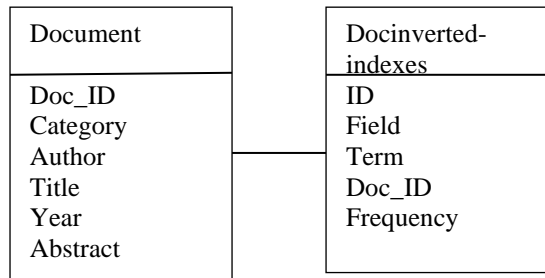 Document
Doc_ID
Category
Author
Title
Year
Abstract
Docinverted-
indexes
ID
Field
Term
Doc_ID
Frequency